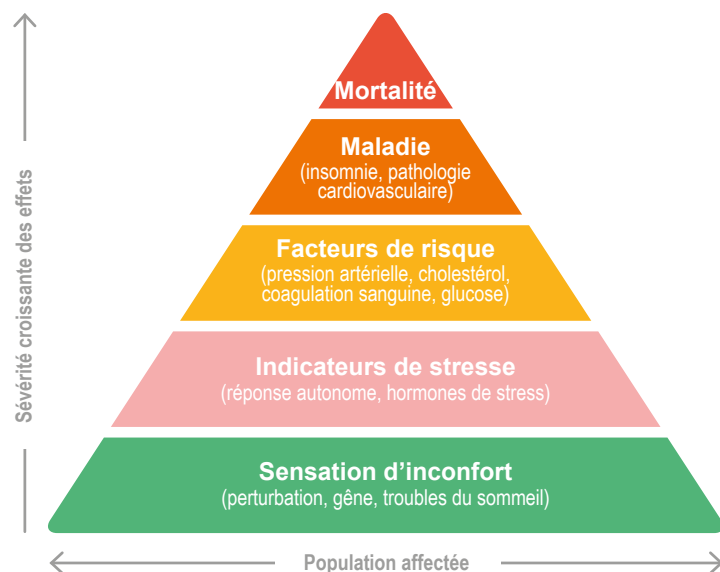 Mortalité
Maladie
(insomnie, pathologie
cardiovasculaire)
Facteurs de risque
(pression artérielle, cholestérol,
coagulation sanguine, glucose)
Indicateurs de stresse
(réponse autonome, hormones de stress)
Sensation d’inconfort
(perturbation, gêne, troubles du sommeil)
Sévérité croissante des effets
Population affectée